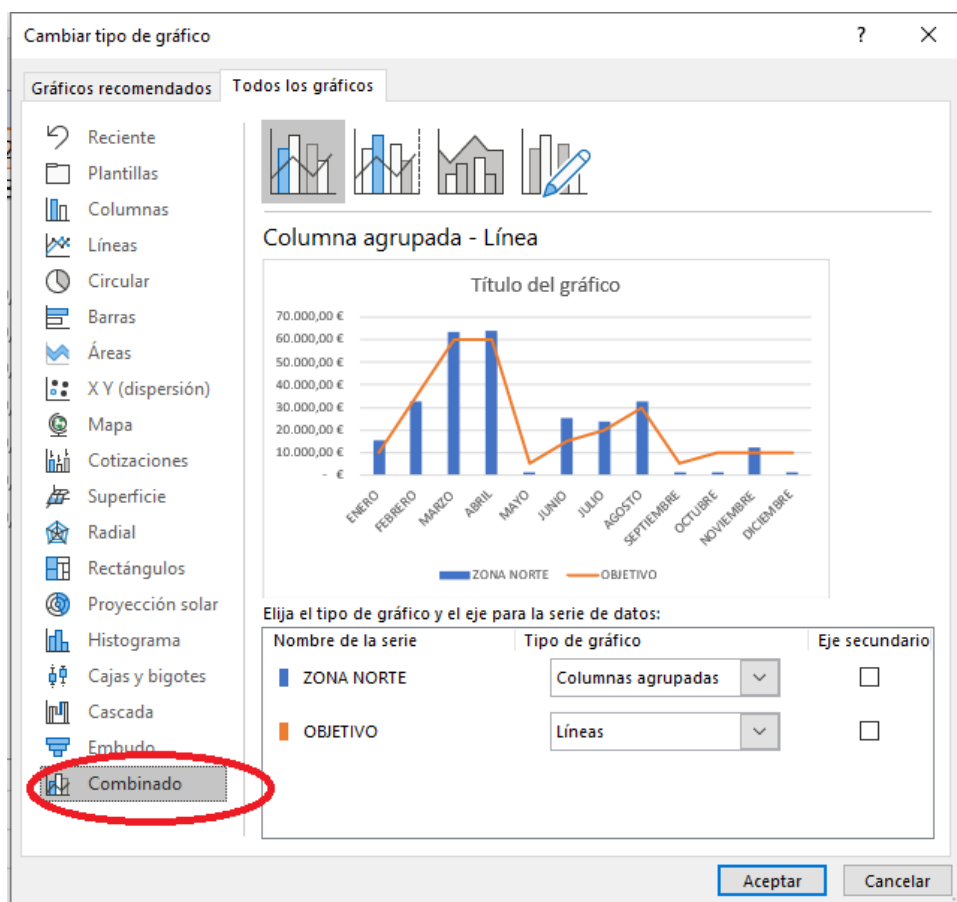 Cambiar tipo de gráfico
?
Gráficos recomendados
Todos los gráficos
Reciente
Plantillas
Columnas
Líneas
Circular
Barras
Áreas
X Y (dispersión)
Mapa
Cotizaciones
Superficie
Radial
Rectángulos
Proyección solar
Histograma
Cajas y bigotes
Cascada
Embudo
Combinado
Columna agrupada - Línea
Título del gráfico
70.000,00 €
60.000,00 €
50.000,00 €
40.000,00 €
30.000,00 €
20.000,00 €
10.000,00 €
- €
ENERO
FEBRERO
MARZO
ABRIL
MAYO
JUNIO
JULIO
AGOSTO
SEPTIEMBRE
OCTUBRE
NOVIEMBRE
DICIEMBRE
ZONA NORTE OBJETIVO
Elija el tipo de gráfico y el eje para la serie de datos:
Nombre de la serie Tipo de gráfico Eje secundario
ZONA NORTE Columnas agrupadas
OBJETIVO Líneas
Aceptar Cancelar